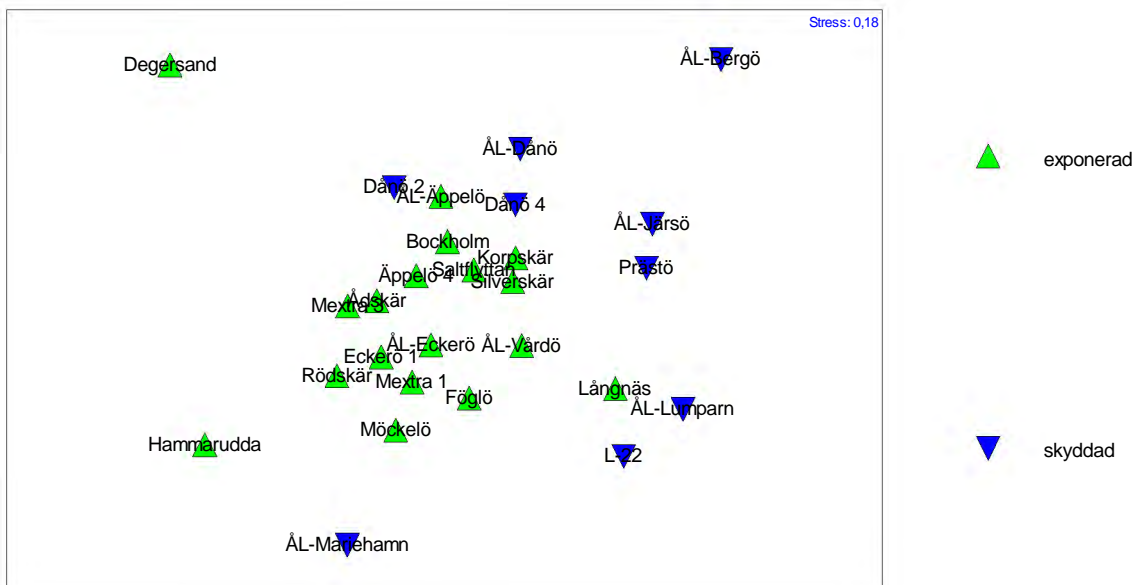 Stress: 0,18
Degersand
ÅL-Bergö
ÅL-Dånö
Dånö 2
ÅL-Äppelö
Dånö 4
ÅL-Järsö
Bockholm
Korpskär
Saltflyttan
Prästö
Äppelö 4
Silverskär
Ådskär
Mextra 3
ÅL-Eckerö
ÅL-Vårdö
Eckerö 1
Rödskär
Mextra 1
Långnäs
Föglö
ÅL-Lumparn
Möckelö
Hammarudda
L-22
ÅL-Mariehamn
exponerad
skyddad